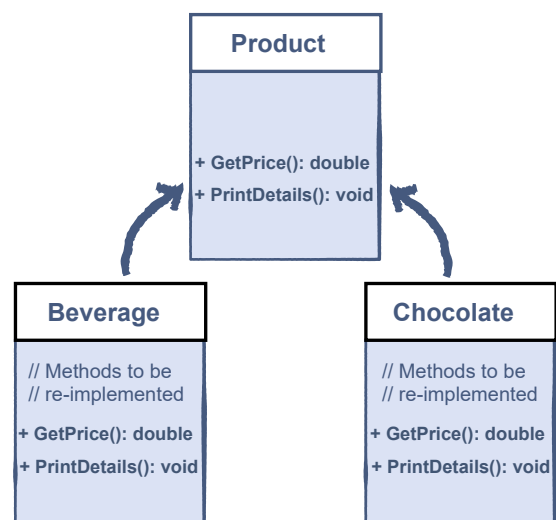 Product
+ GetPrice(): double
+ PrintDetails(): void
Beverage
// Methods to be
// re-implemented
+ GetPrice(): double
+ PrintDetails(): void
Chocolate
// Methods to be
// re-implemented
+ GetPrice(): double
+ PrintDetails(): void